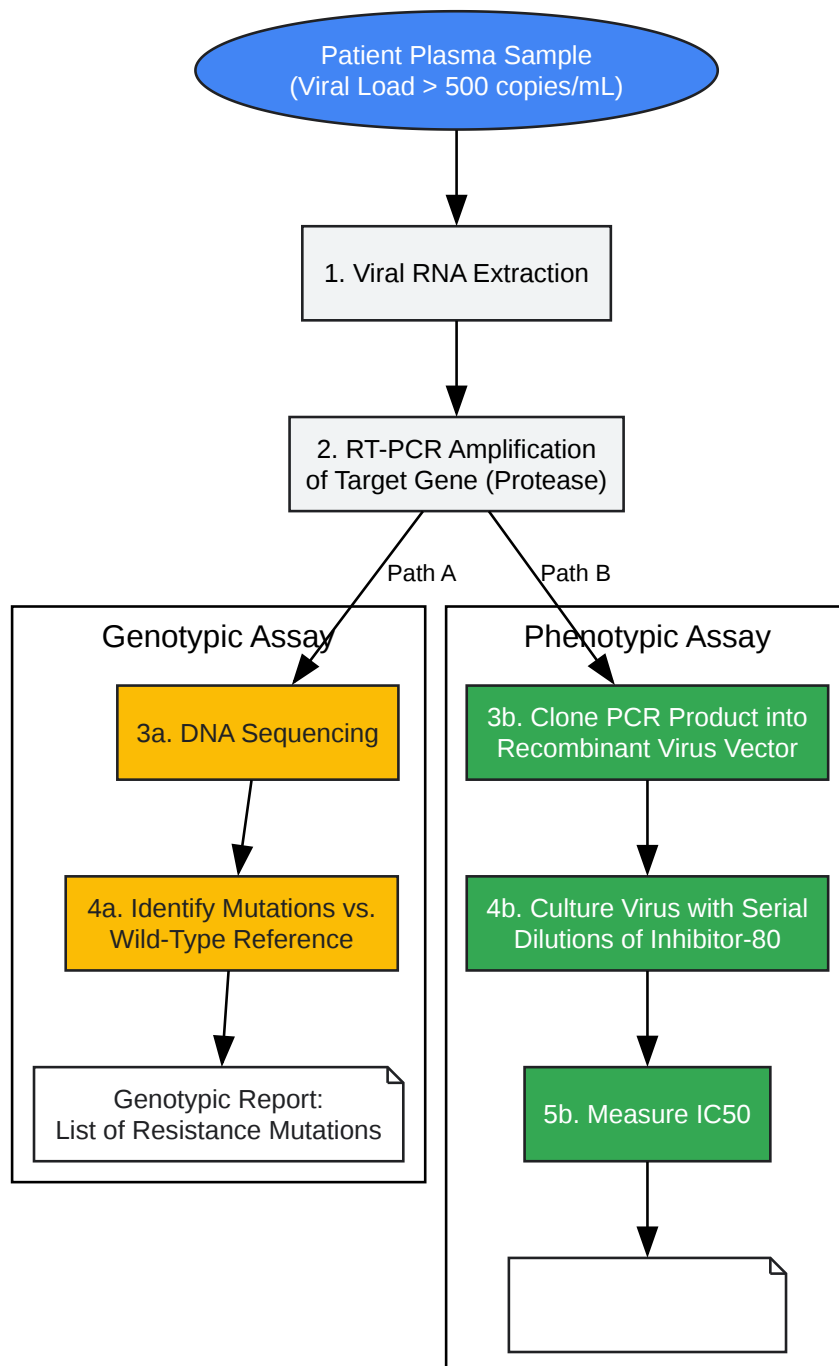 Patient Plasma Sample
(Viral Load > 500 copies/mL)
1. Viral RNA Extraction
2. RT-PCR Amplification
of Target Gene (Protease)
Path A
Path B
Genotypic Assay
3a. DNA Sequencing
4a. Identify Mutations vs.
Wild-Type Reference
Genotypic Report:
List of Resistance Mutations
Phenotypic Assay
3b. Clone PCR Product into
Recombinant Virus Vector
4b. Culture Virus with Serial
Dilutions of Inhibitor-80
5b. Measure IC50